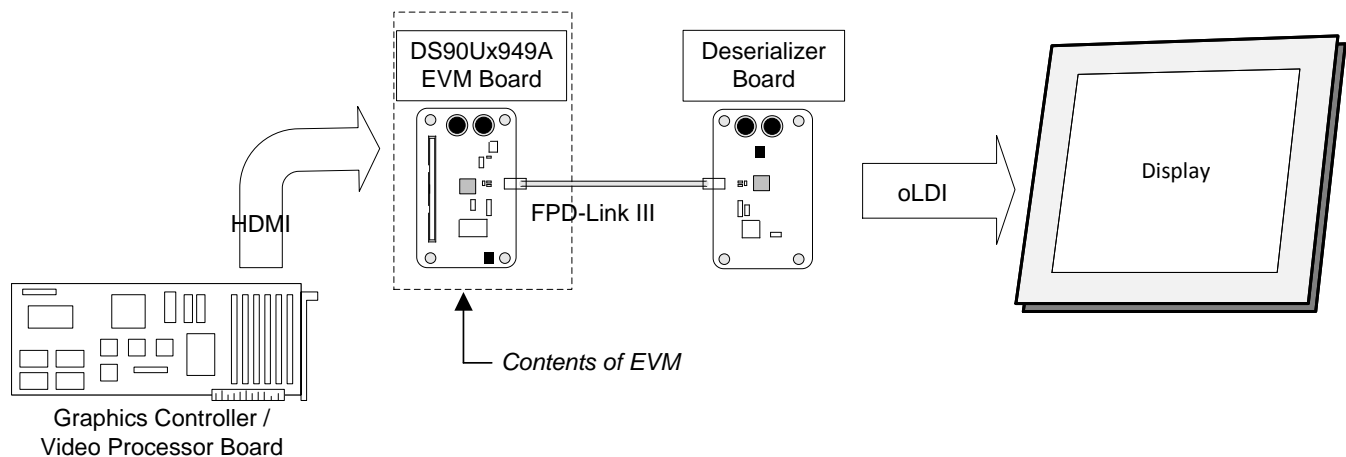 DS90Ux949A
EVM Board
Deserializer
Board
HDMI
FPD-Link III
oLDI
Display
Contents of EVM
Graphics Controller /
Video Processor Board